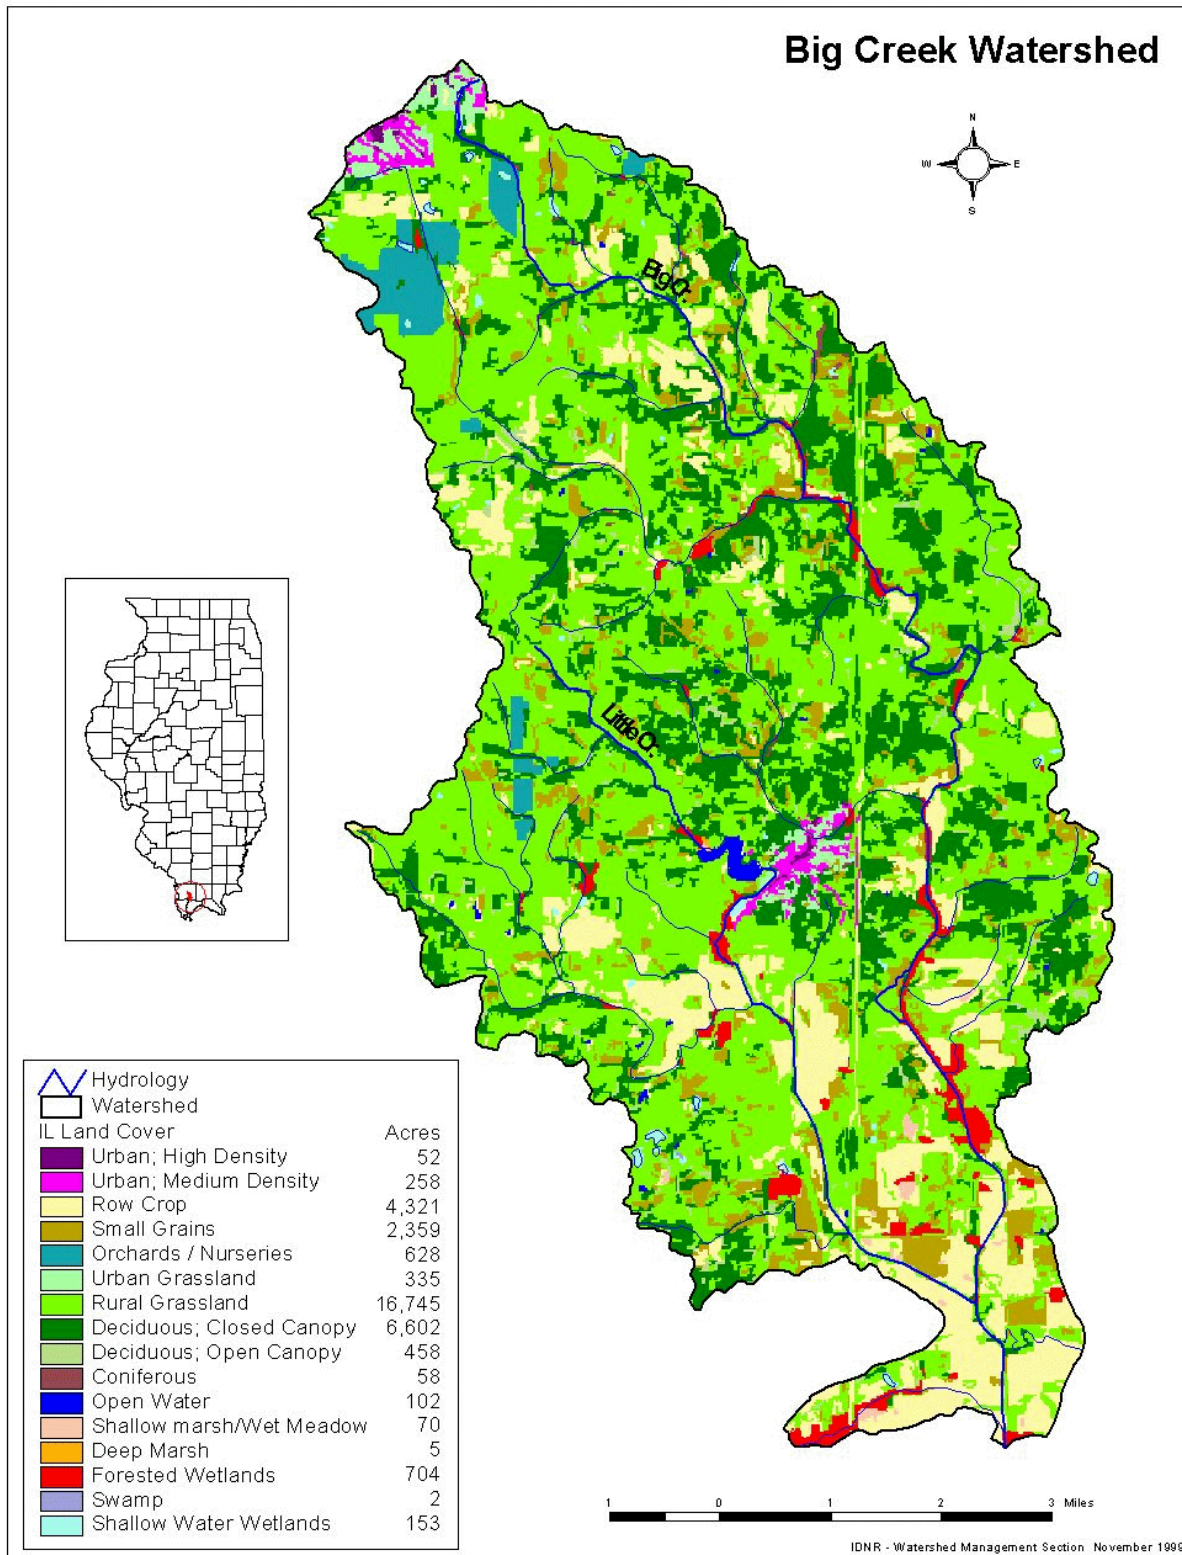 Big Creek Watershed
N
W E
S
Big Cr.
Little Cr.
Hydrology
Watershed
IL Land Cover Acres
Urban; High Density 52
Urban; Medium Density 258
Row Crop 4,321
Small Grains 2,359
Orchards / Nurseries 628
Urban Grassland 335
Rural Grassland 16,745
Deciduous; Closed Canopy 6,602
Deciduous; Open Canopy 458
Coniferous 58
Open Water 102
Shallow marsh/Wet Meadow 70
Deep Marsh 5
Forested Wetlands 704
Swamp 2
Shallow Water Wetlands 153
1 0 1 2 3 Miles
IDNR - Watershed Management Section November 1999